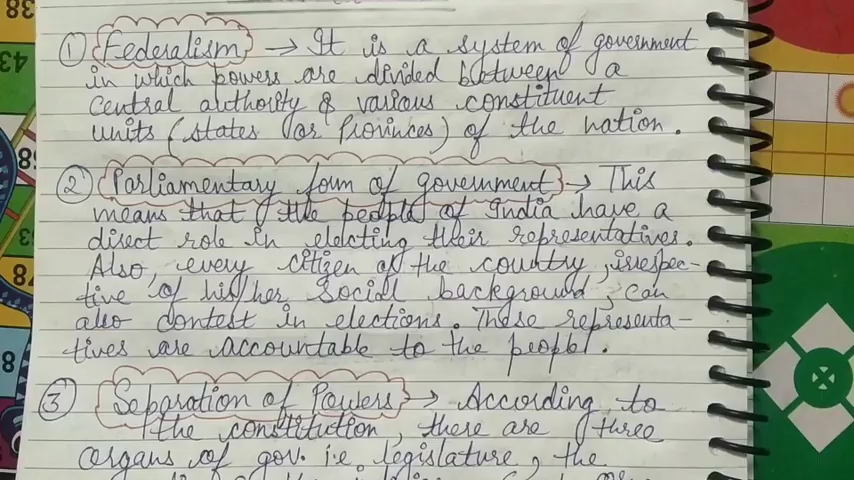 ① Federalism → It is a system of government
in which powers are divided between a
central authority & various constituent
units (states or Provinces) of the nation.
② Parliamentary form of government → This
means that the people of India have a
direct role in electing their representatives.
Also, every citizen of the country, irrespec-
tive of his/her social background, can
also contest in elections. These representa-
tives are accountable to the people.
③ Separation of Powers → According to
the constitution, there are three
organs of gov. i.e. legislature, the
38
43
8